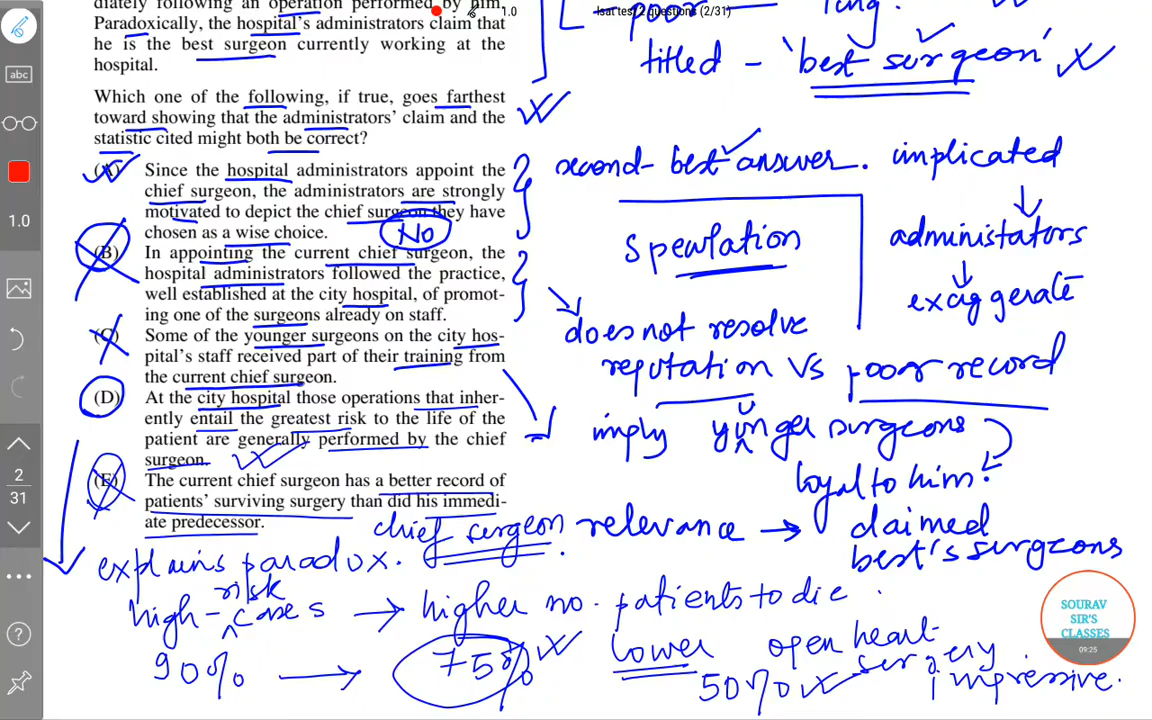 diately following an operation performed by him.
Paradoxically, the hospital's administrators claim that
he is the best surgeon currently working at the
hospital.
1.0
lsat test 2 questions (2/31)
poor
titled - 'best surgeon'
Which one of the following, if true, goes farthest
toward showing that the administrators' claim and the
statistic cited might both be correct?
abc
1.0
(A) Since the hospital administrators appoint the
chief surgeon, the administrators are strongly
motivated to depict the chief surgeon they have
chosen as a wise choice.
No
(B) In appointing the current chief surgeon, the
hospital administrators followed the practice,
well established at the city hospital, of promot-
ing one of the surgeons already on staff.
(C) Some of the younger surgeons on the city hos-
pital's staff received part of their training from
the current chief surgeon.
(D) At the city hospital those operations that inher-
ently entail the greatest risk to the life of the
patient are generally performed by the chief
surgeon.
(E) The current chief surgeon has a better record of
patients' surviving surgery than did his immedi-
ate predecessor.
second-best answer. implicated
administators
exaggerate
Speculation
does not resolve
reputation Vs poor record
imply younger surgeons
loyal to him?
chief surgeon relevance → claimed
best's surgeons
explains paradox.
high-risk cases → higher no. patients to die.
90% → 75%
lower open heart
surgery
50% impressive.
2
31
SOURAV
SIR'S
CLASSES
09:25